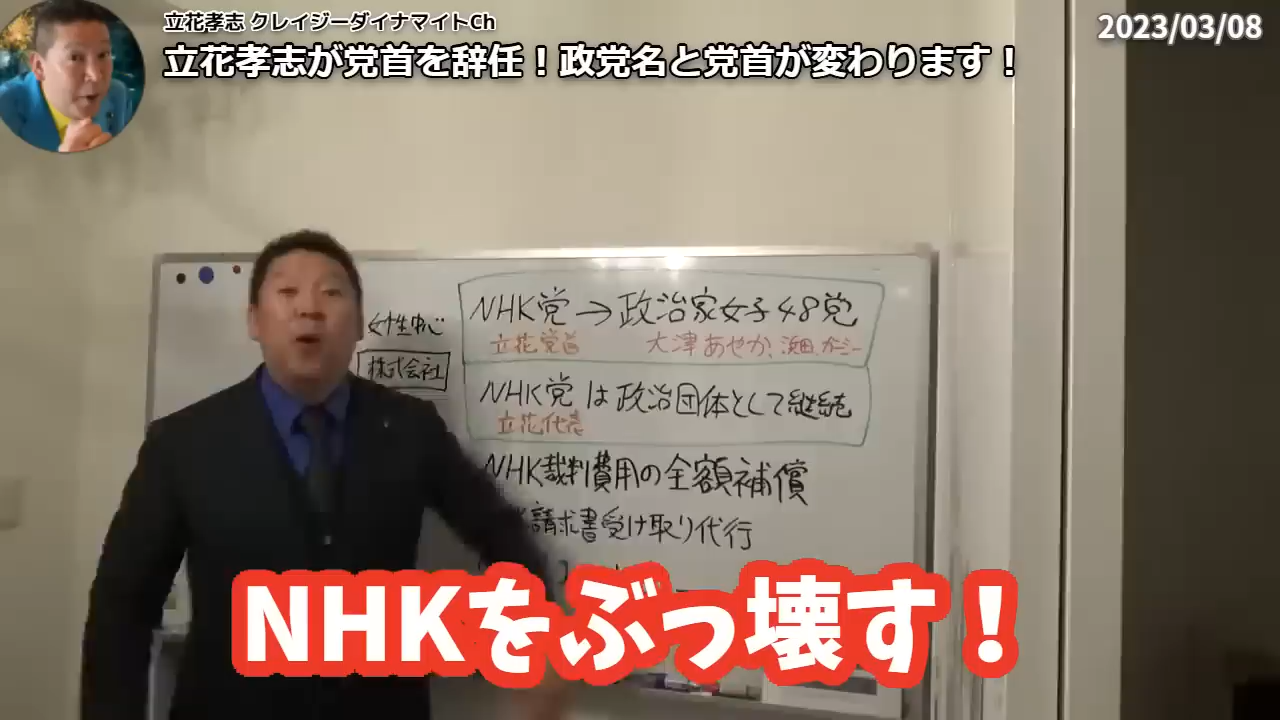 立花孝志 クレイジーダイナマイトCh
2023/03/08
立花孝志が党首を辞任！政党名と党首が変わります！
女性中心
株式会社
NHK党→政治家女子48党
立花党首 大津あやか、浜田、ガーシー
NHK党は政治団体として継続
立花代表
NHK裁判費用の全額補償
請求書受け取り代行
NHKをぶっ壊す！